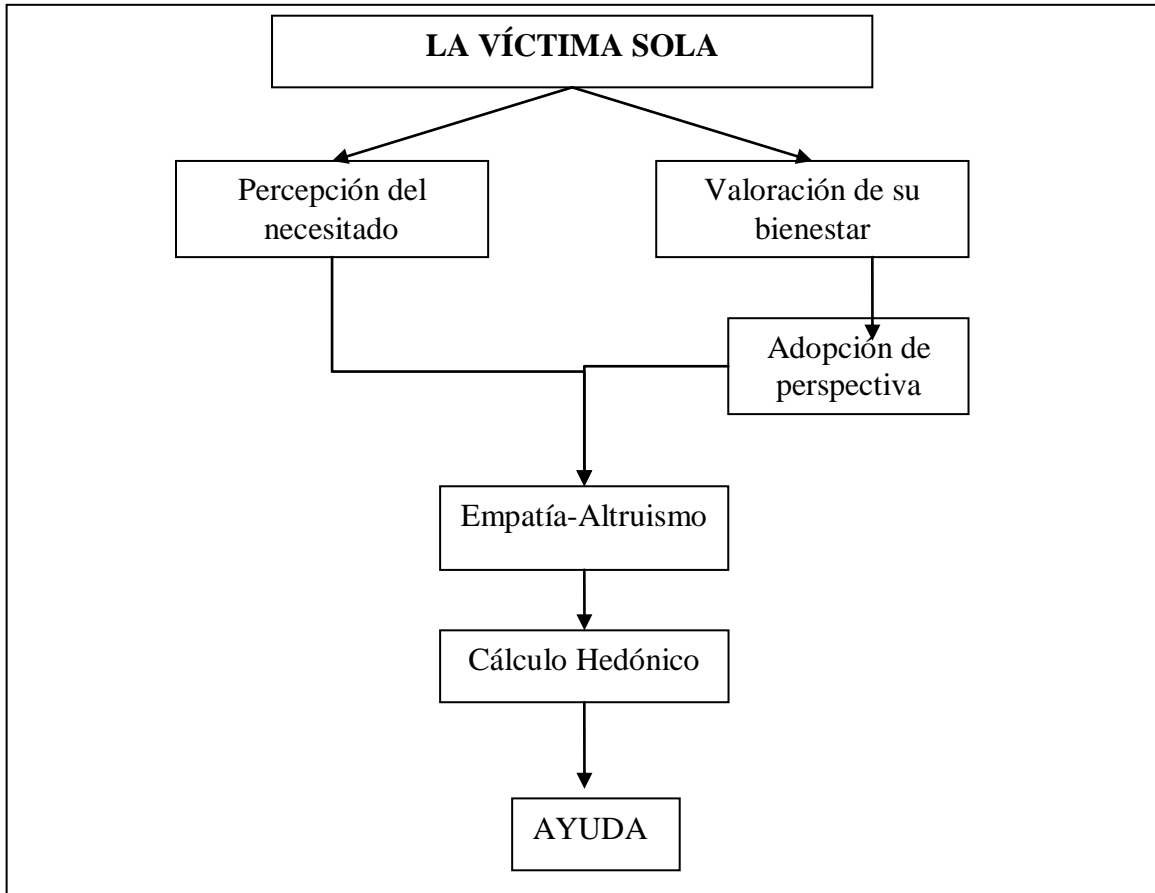 LA VÍCTIMA SOLA
Percepción del
necesitado
Valoración de su
bienestar
Adopción de
perspectiva
Empatía-Altruismo
Cálculo Hedónico
AYUDA